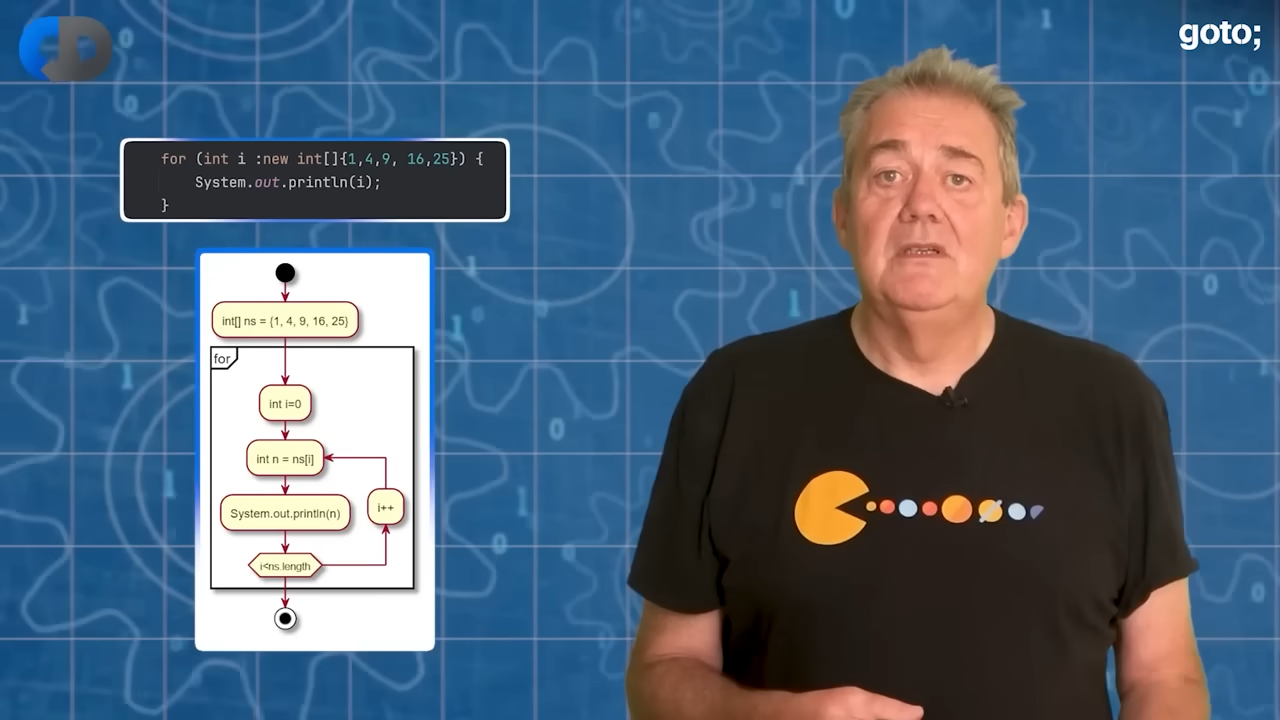 goto;
for (int i :new int[]{1,4,9, 16,25}) {
System.out.println(i);
}
int[] ns = {1, 4, 9, 16, 25}
for
int i=0
int n = ns[i]
System.out.println(n)
i++
i<ns.length